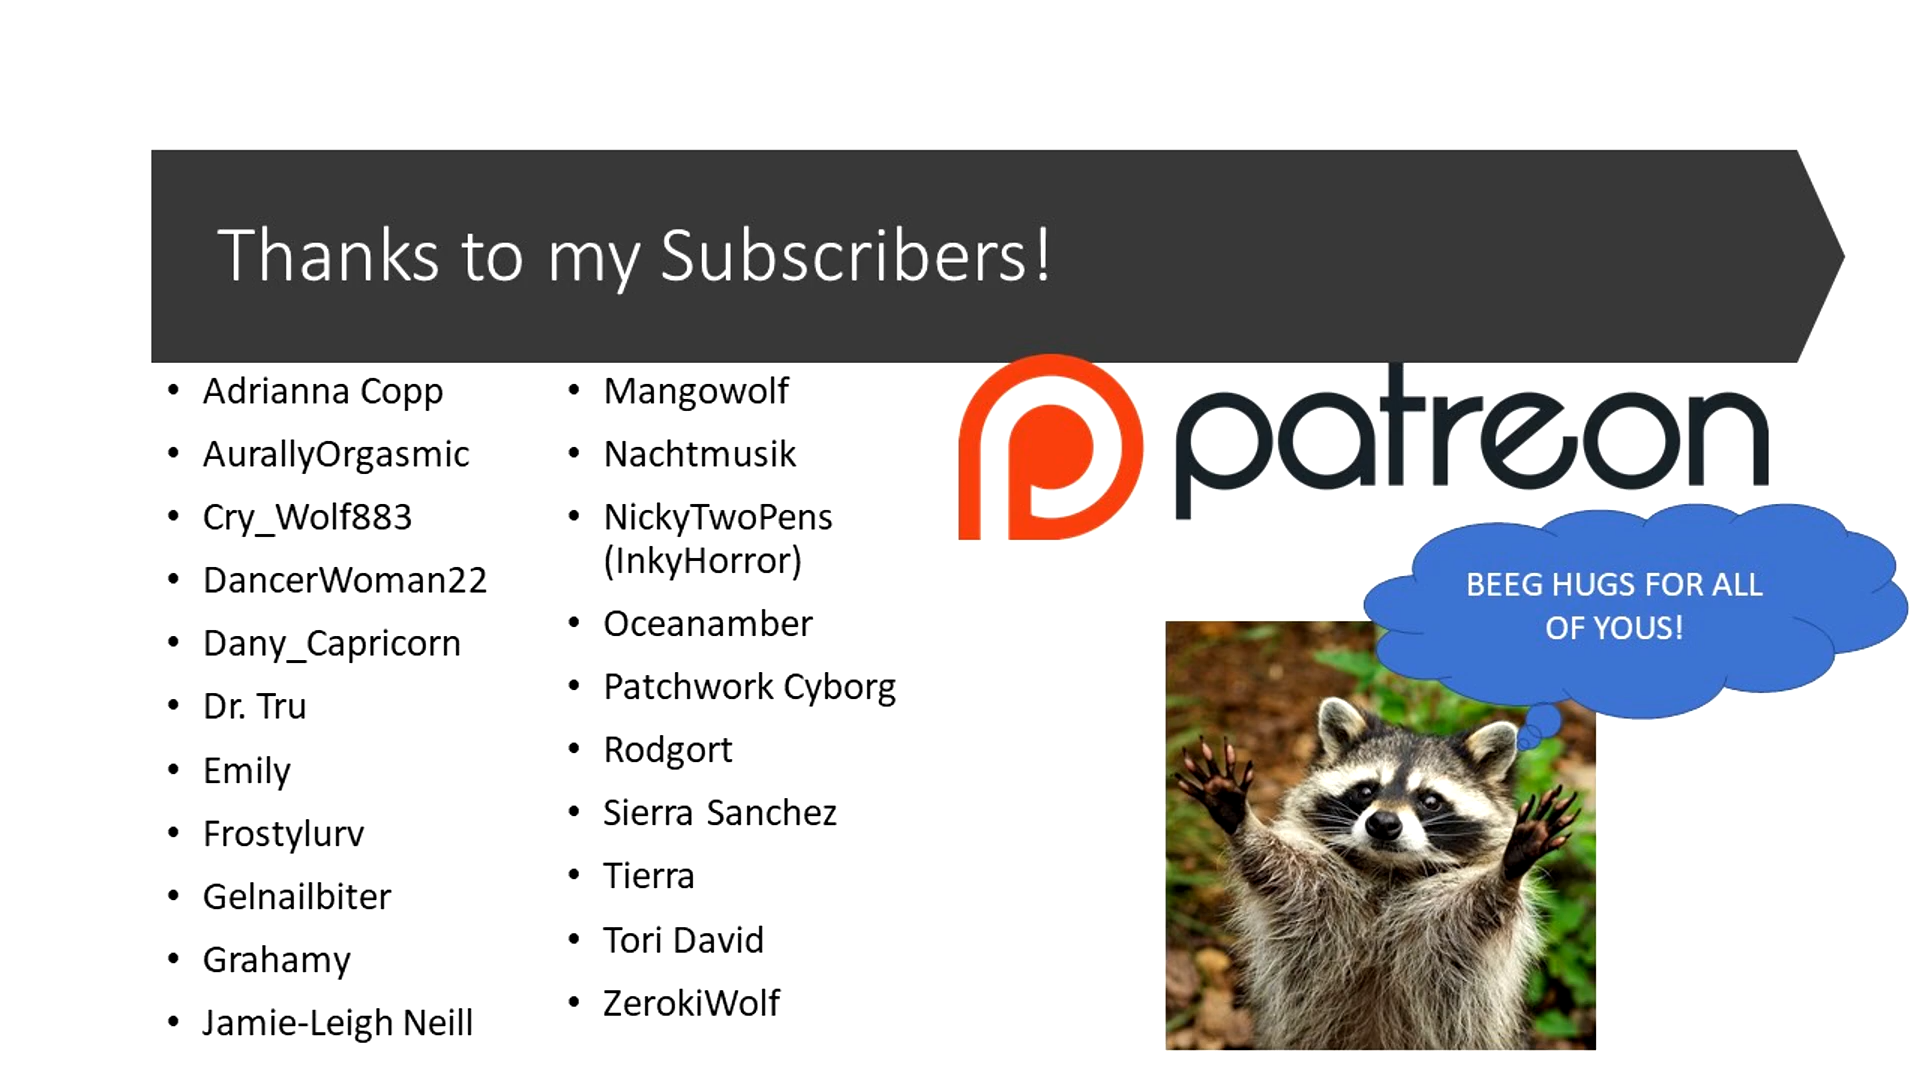 Thanks to my Subscribers!
• Adrianna Copp
• AurallyOrgasmic
• Cry_Wolf883
• DancerWoman22
• Dany_Capricorn
• Dr. Tru
• Emily
• Frostylurv
• Gelnailbiter
• Grahamy
• Jamie-Leigh Neill
• Mangowolf
• Nachtmusik
• NickyTwoPens
(InkyHorror)
• Oceanamber
• Patchwork Cyborg
• Rodgort
• Sierra Sanchez
• Tierra
• Tori David
• ZerokiWolf
patreon
BEEG HUGS FOR ALL
OF YOUS!